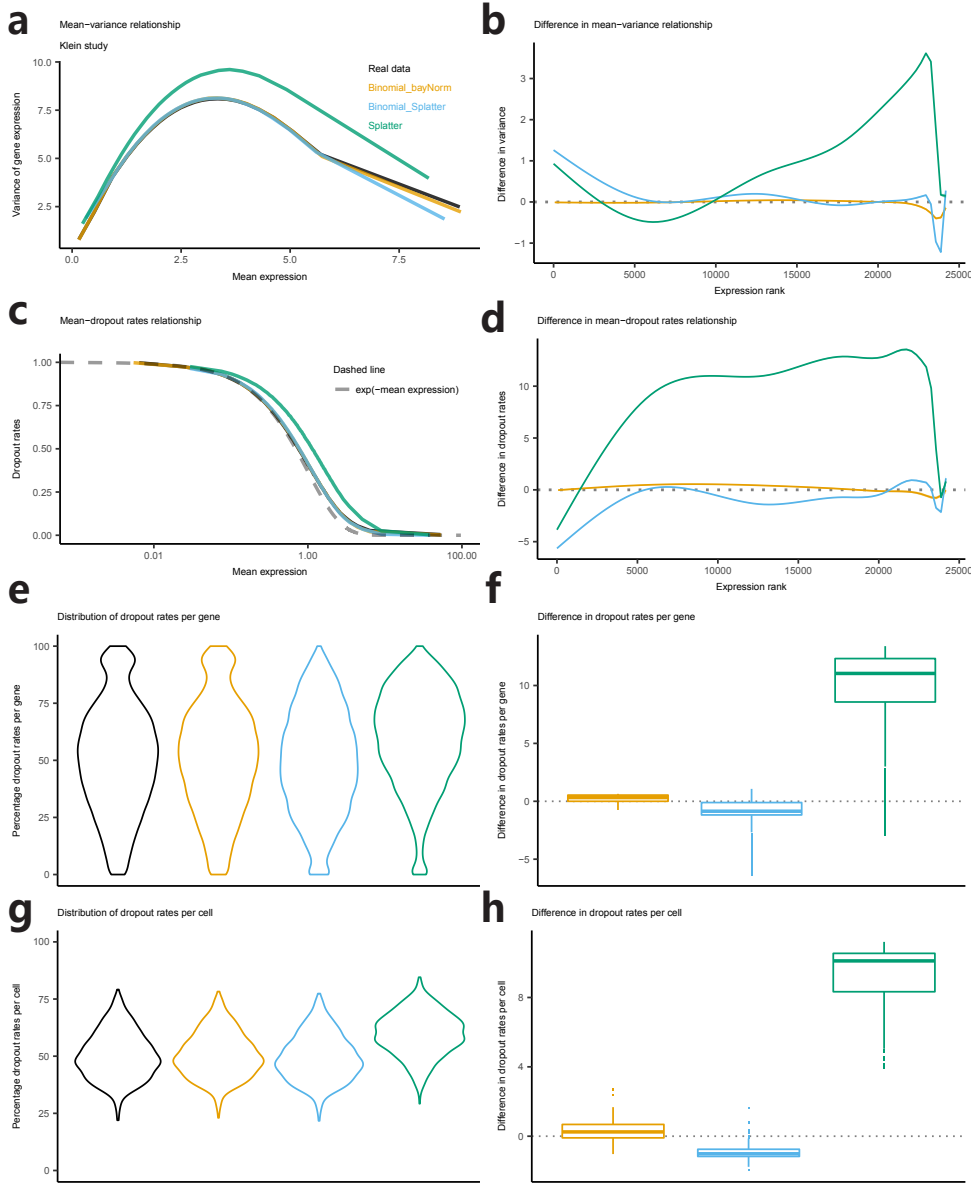 a
Mean−variance relationship
Klein study
10.0
7.5
5.0
2.5
0.0
2.5
5.0
7.5
Variance of gene expression
Mean expression
Real data
Binomial_bayNorm
Binomial_Splatter
Splatter
b
Difference in mean−variance relationship
3
2
1
0
−1
0
5000
10000
15000
20000
25000
Difference in variance
Expression rank
c
Mean−dropout rates relationship
1.00
0.75
0.50
0.25
0.00
0.01
1.00
100.00
Dropout rates
Mean expression
Dashed line
exp(−mean expression)
d
Difference in mean−dropout rates relationship
10
5
0
−5
0
5000
10000
15000
20000
25000
Difference in dropout rates
Expression rank
e
Distribution of dropout rates per gene
100
75
50
25
0
Percentage dropout rates per gene
f
Difference in dropout rates per gene
10
5
0
−5
Difference in dropout rates per gene
g
Distribution of dropout rates per cell
100
75
50
25
0
Percentage dropout rates per cell
h
Difference in dropout rates per cell
8
4
0
Difference in dropout rates per cell